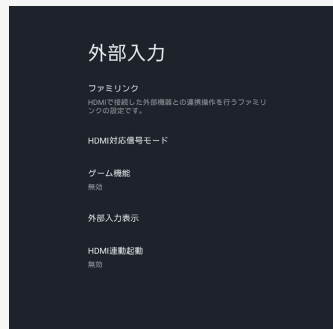 外部入力
ファミリンク
HDMIで接続した外部機器との連携操作を行うファミリ
ンクの設定です。
HDMI対応信号モード
ゲーム機能
無効
外部入力表示
HDMI連動起動
無効